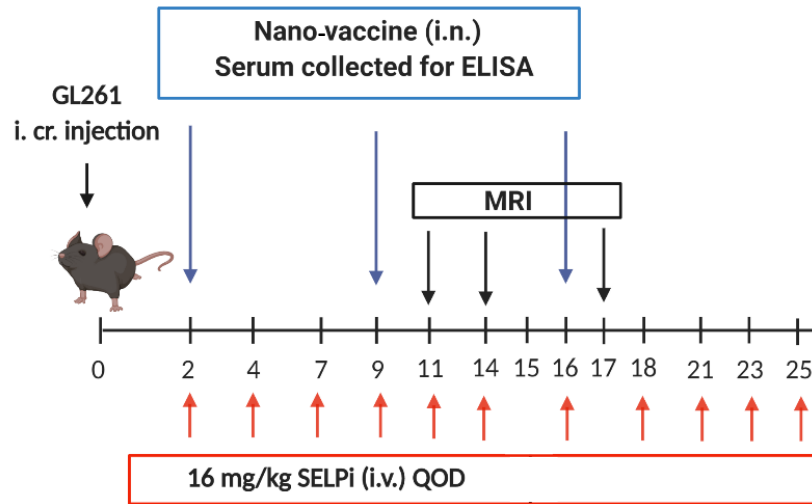 Nano-vaccine (i.n.)
Serum collected for ELISA
GL261
i. cr. injection
MRI
0 2 4 7 9 11 14 15 16 17 18 21 23 25
16 mg/kg SELPi (i.v.) QOD